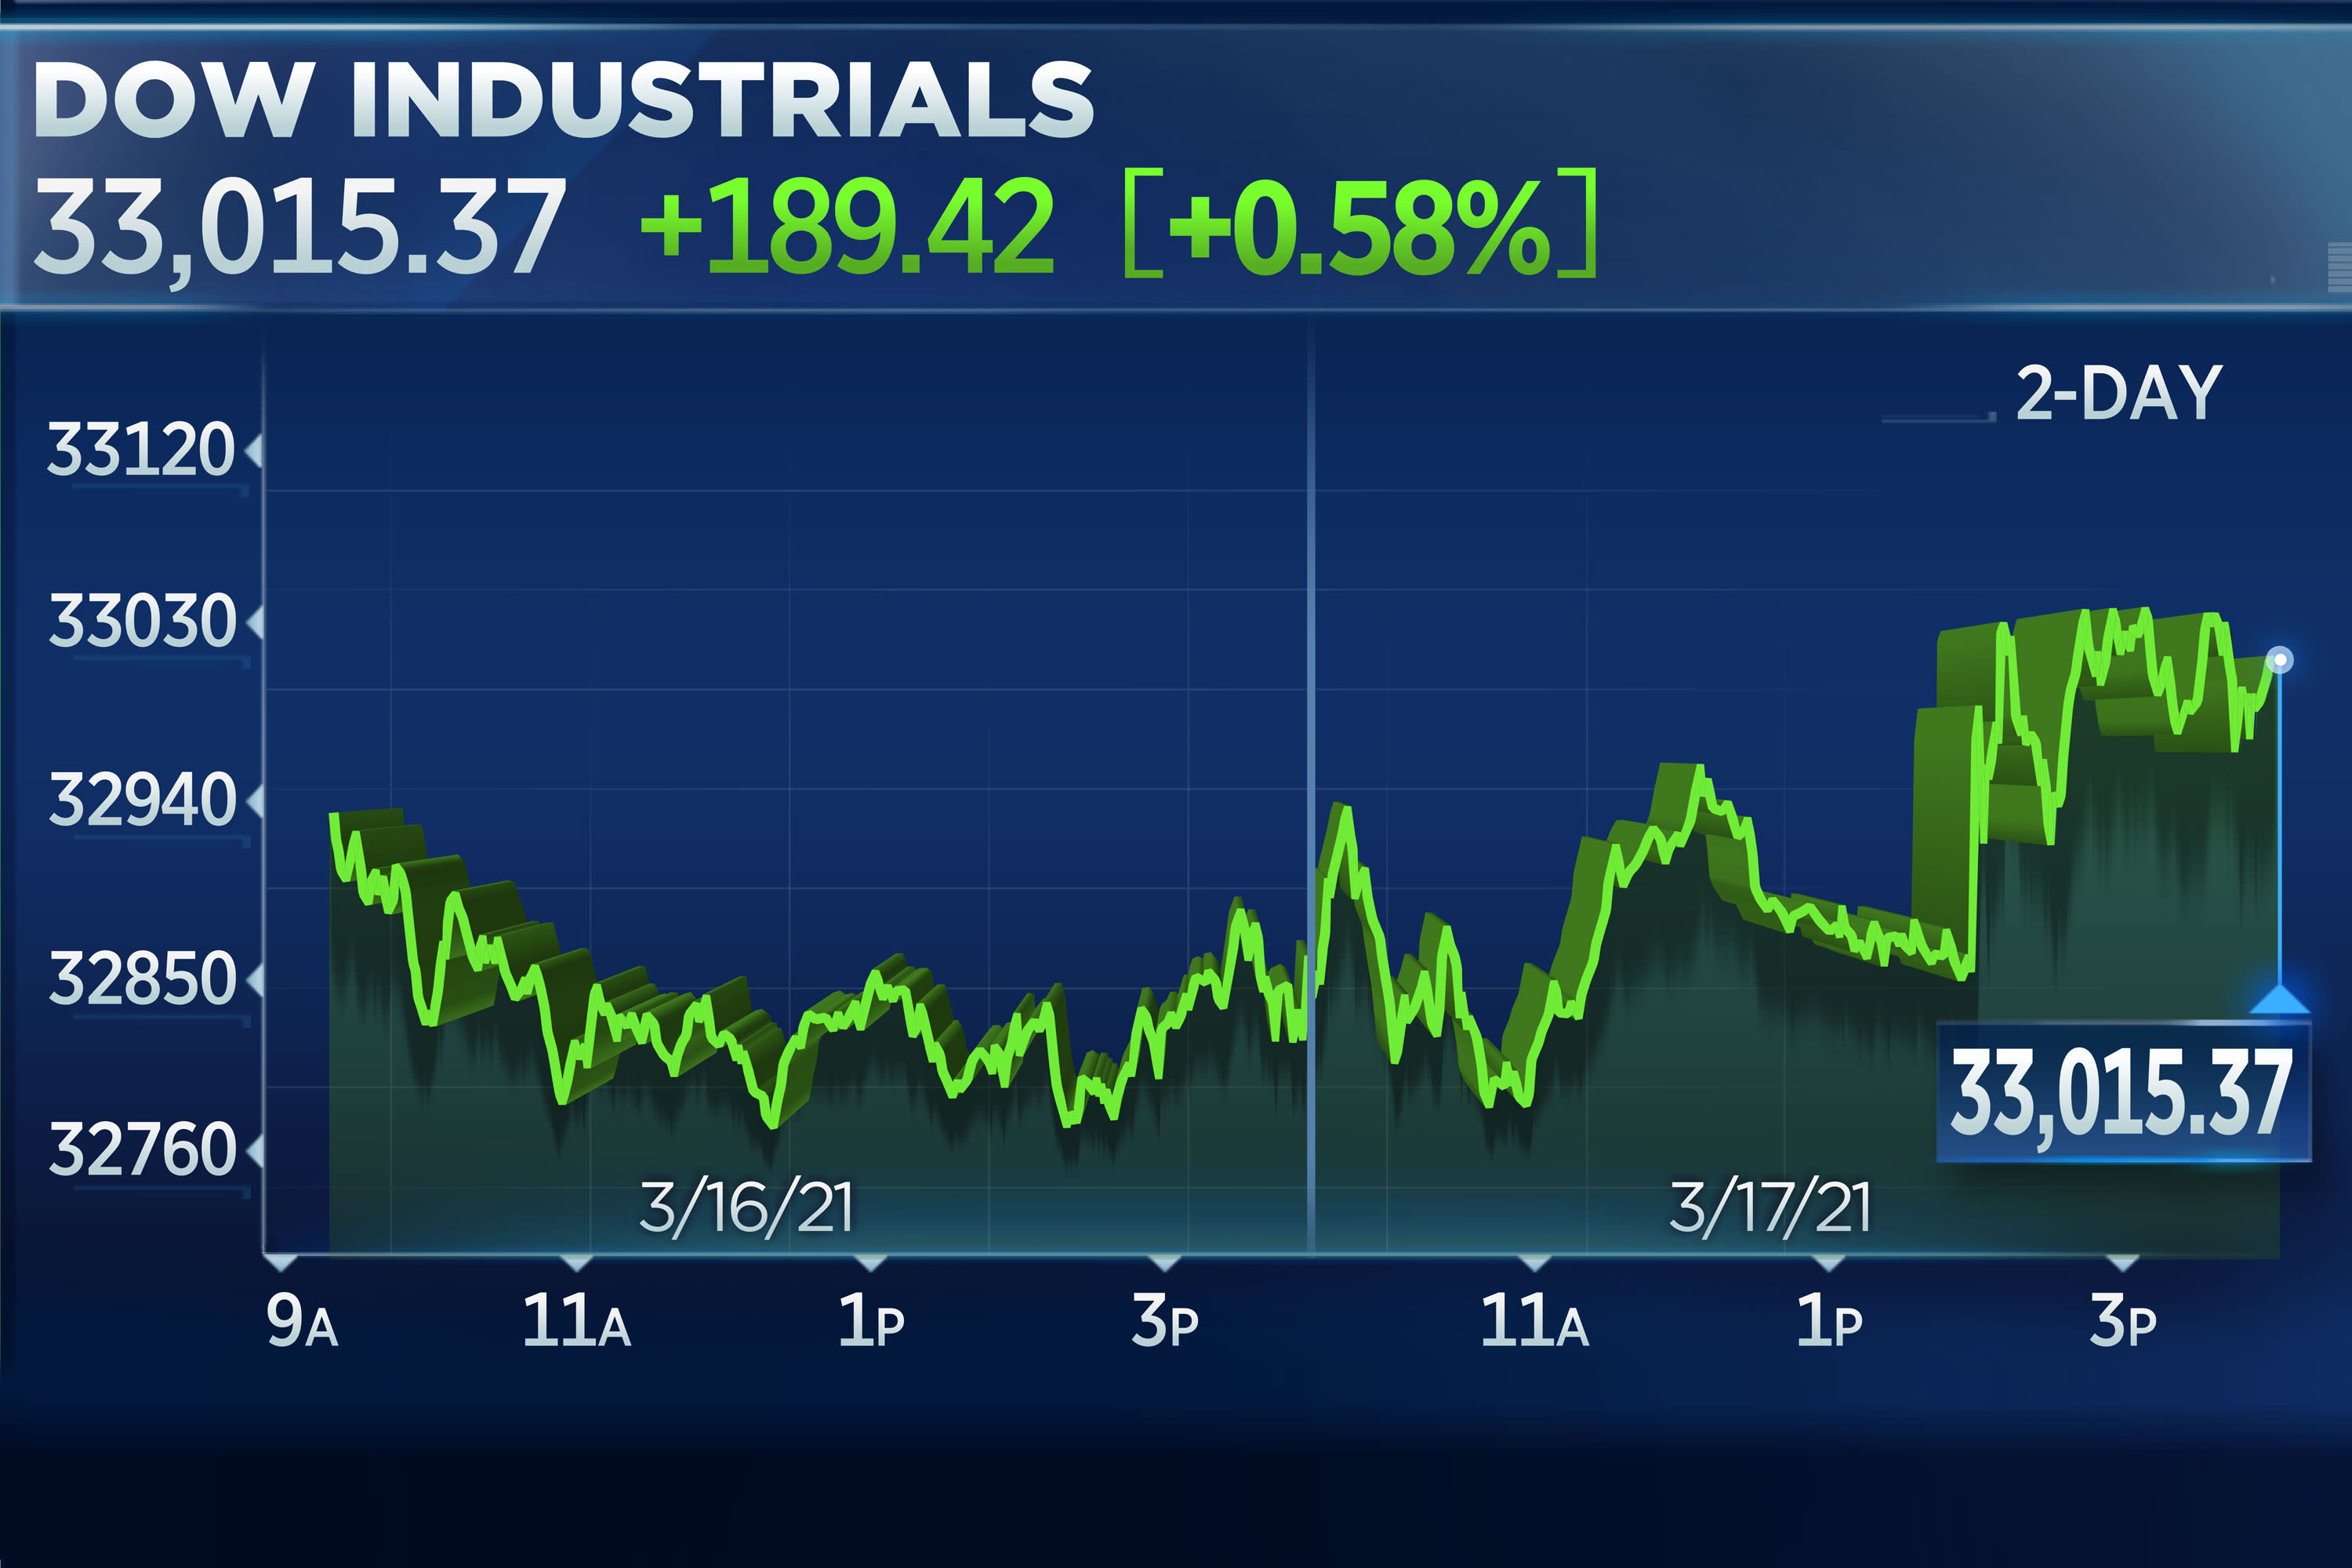 DOW INDUSTRIALS
33,015.37 +189.42 [+0.58%]
2-DAY
33120
33030
32940
32850
32760
33,015.37
3/16/21 3/17/21
9A 11A 1P 3P 11A 1P 3P